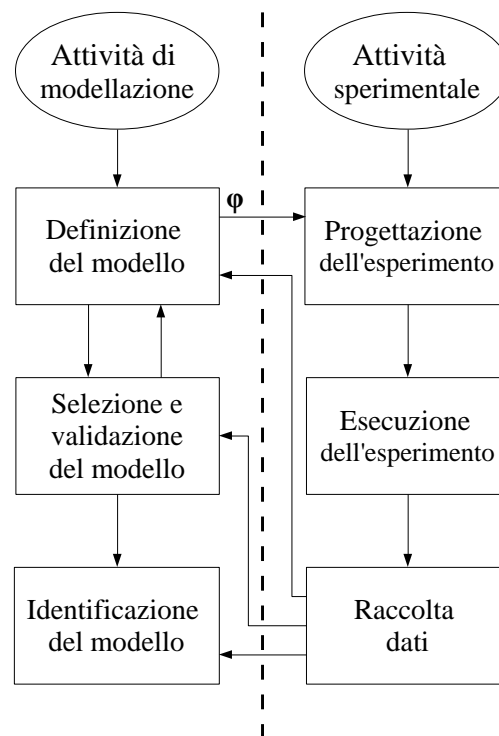 Attività di
modellazione
Attività
sperimentale
φ
Definizione
del modello
Progettazione
dell'esperimento
Selezione e
validazione
del modello
Esecuzione
dell'esperimento
Identificazione
del modello
Raccolta
dati